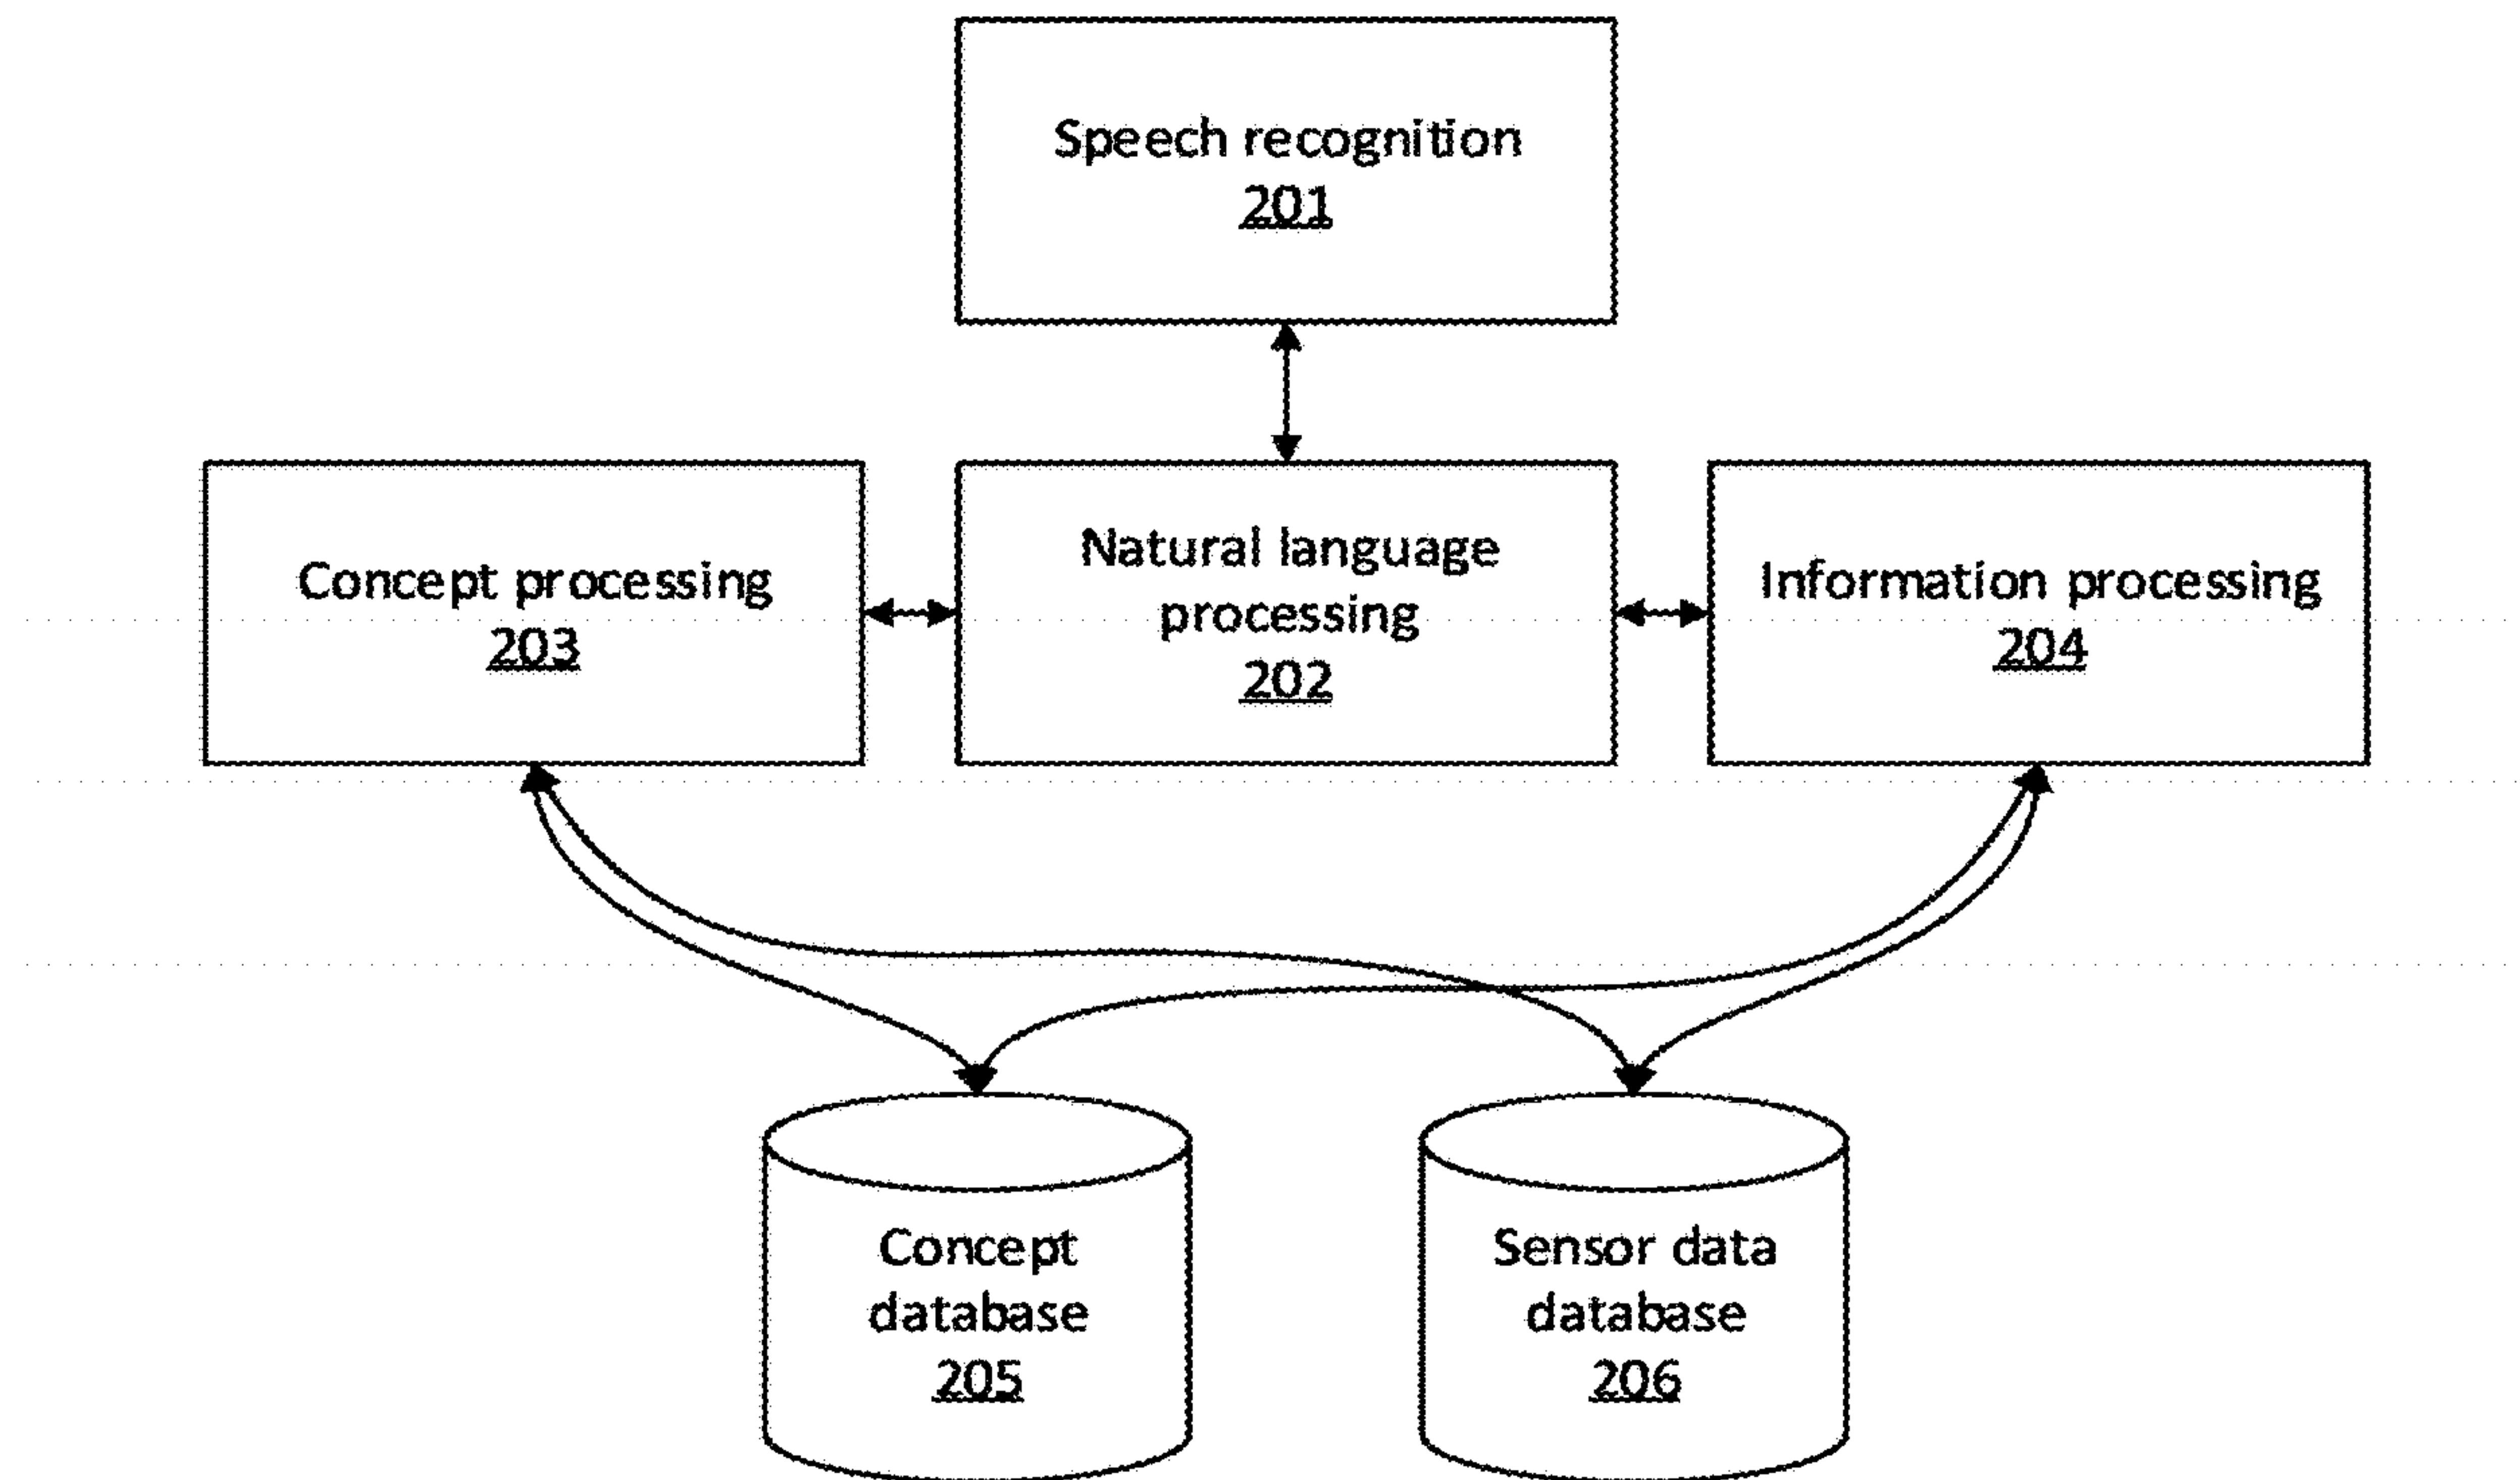 Speech recognition
201
Concept processing
203
Natural language
processing
202
Information processing
204
Concept
database
205
Sensor data
database
206